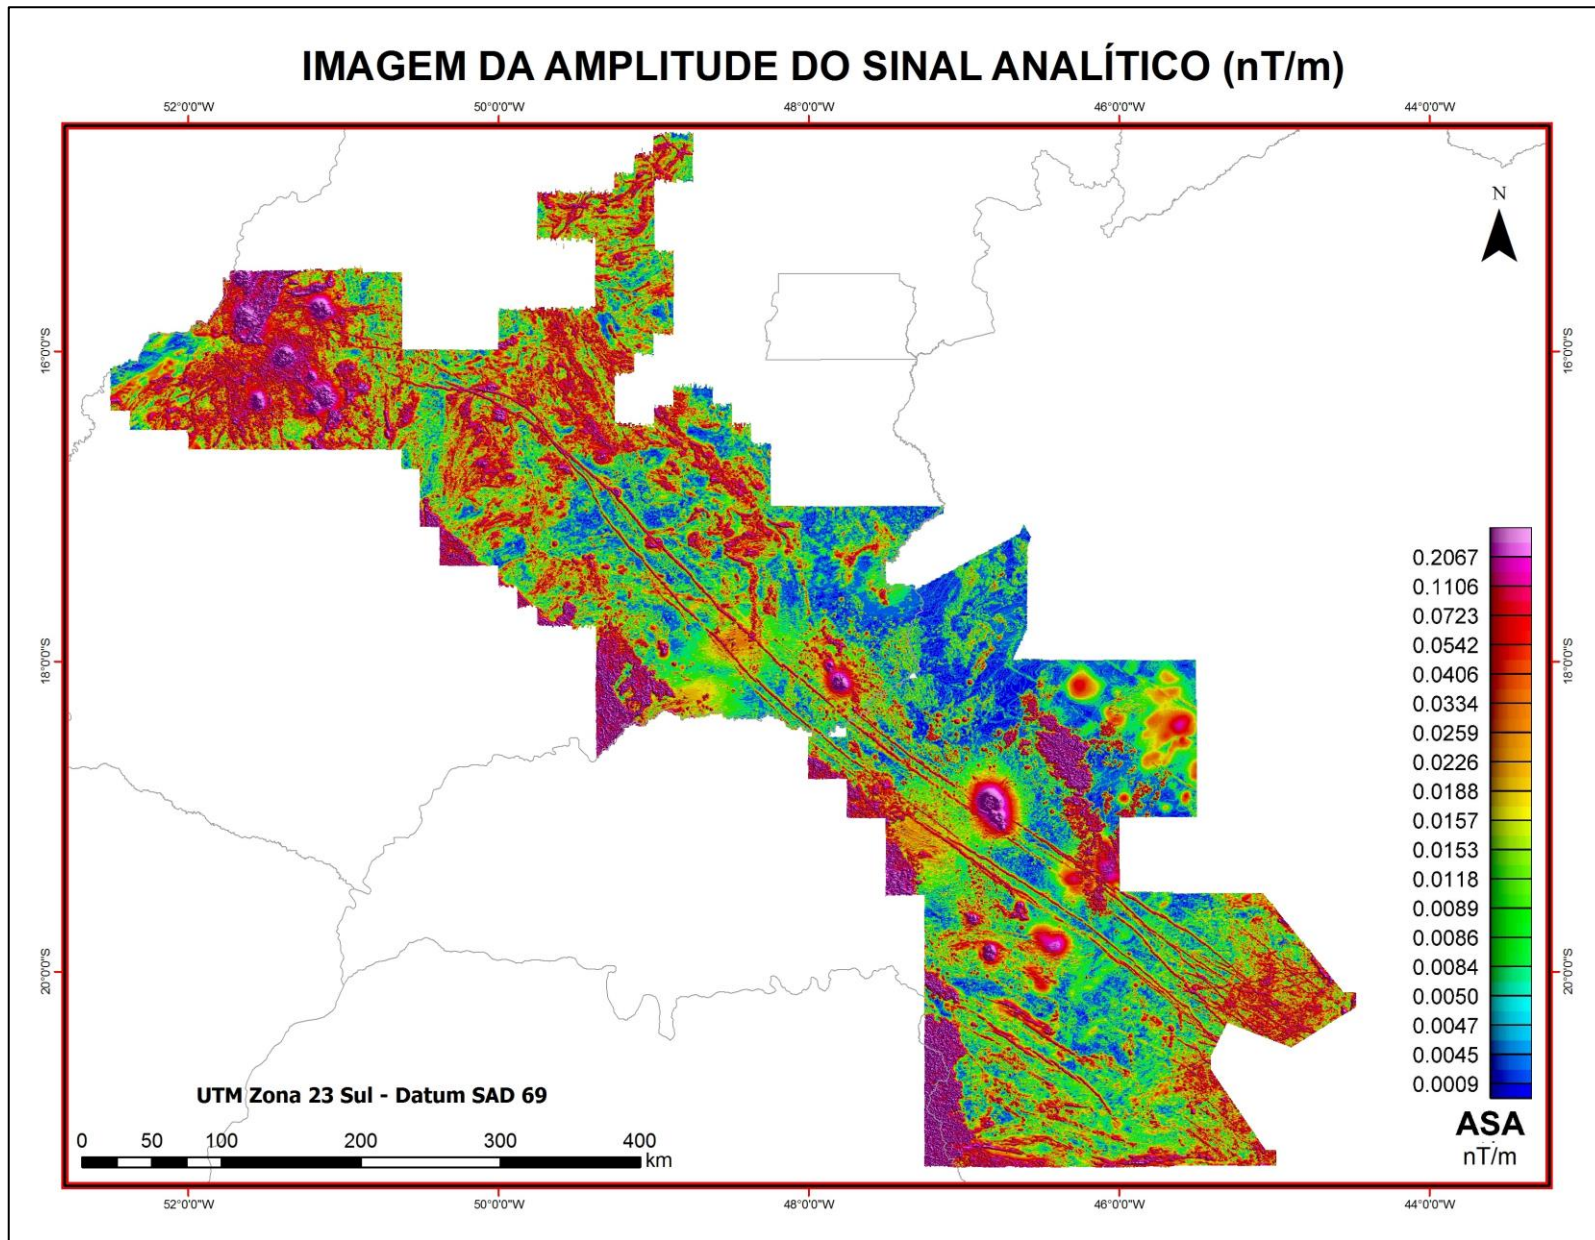 IMAGEM DA AMPLITUDE DO SINAL ANALÍTICO (nT/m)
52°0'0"W 50°0'0"W 48°0'0"W 46°0'0"W 44°0'0"W
N
16°0'0"S 16°0'0"S
18°0'0"S 18°0'0"S
20°0'0"S 20°0'0"S
0.2067
0.1106
0.0723
0.0542
0.0406
0.0334
0.0259
0.0226
0.0188
0.0157
0.0153
0.0118
0.0089
0.0086
0.0084
0.0050
0.0047
0.0045
0.0009
ASA
nT/m
UTM Zona 23 Sul - Datum SAD 69
0 50 100 200 300 400
km
52°0'0"W 50°0'0"W 48°0'0"W 46°0'0"W 44°0'0"W